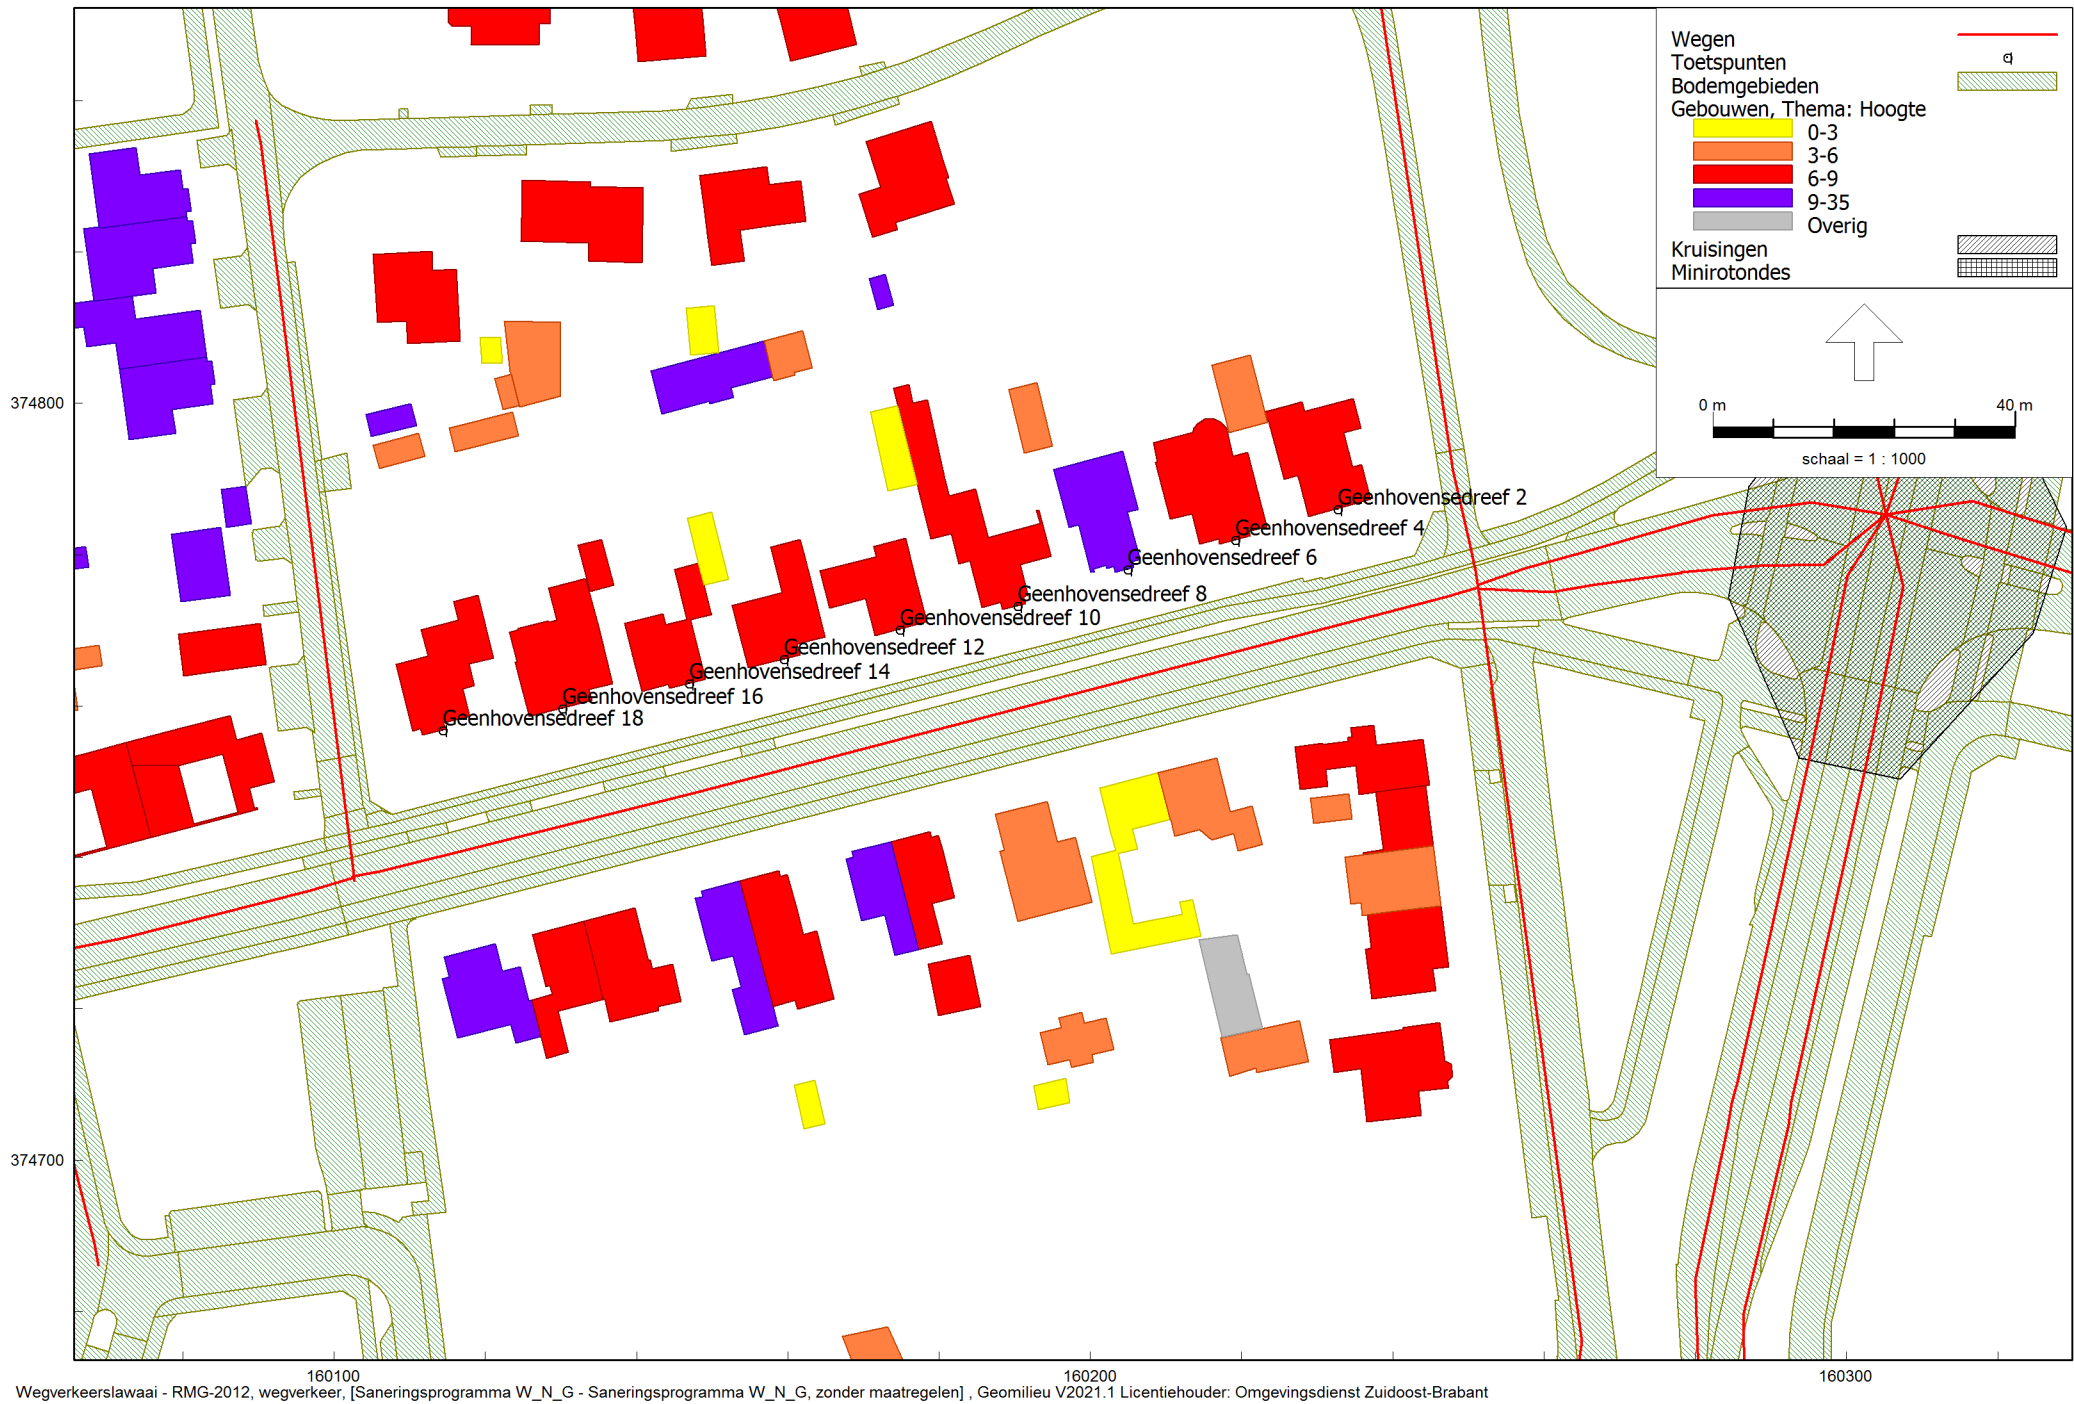 Wegen
Toetspunten
Bodemgebieden
Gebouwen, Thema: Hoogte
0-3
3-6
6-9
9-35
Overig
Kruisingen
Minirotondes
0 m
40 m
schaal = 1 : 1000
374800
Geenhovensedreef 2
Geenhovensedreef 4
Geenhovensedreef 6
Geenhovensedreef 8
Geenhovensedreef 10
Geenhovensedreef 12
Geenhovensedreef 14
Geenhovensedreef 16
Geenhovensedreef 18
374700
160100
160200
160300
Wegverkeerslawaai - RMG-2012, wegverkeer, [Saneringsprogramma W_N_G - Saneringsprogramma W_N_G, zonder maatregelen] , Geomilieu V2021.1 Licentiehouder: Omgevingsdienst Zuidoost-Brabant